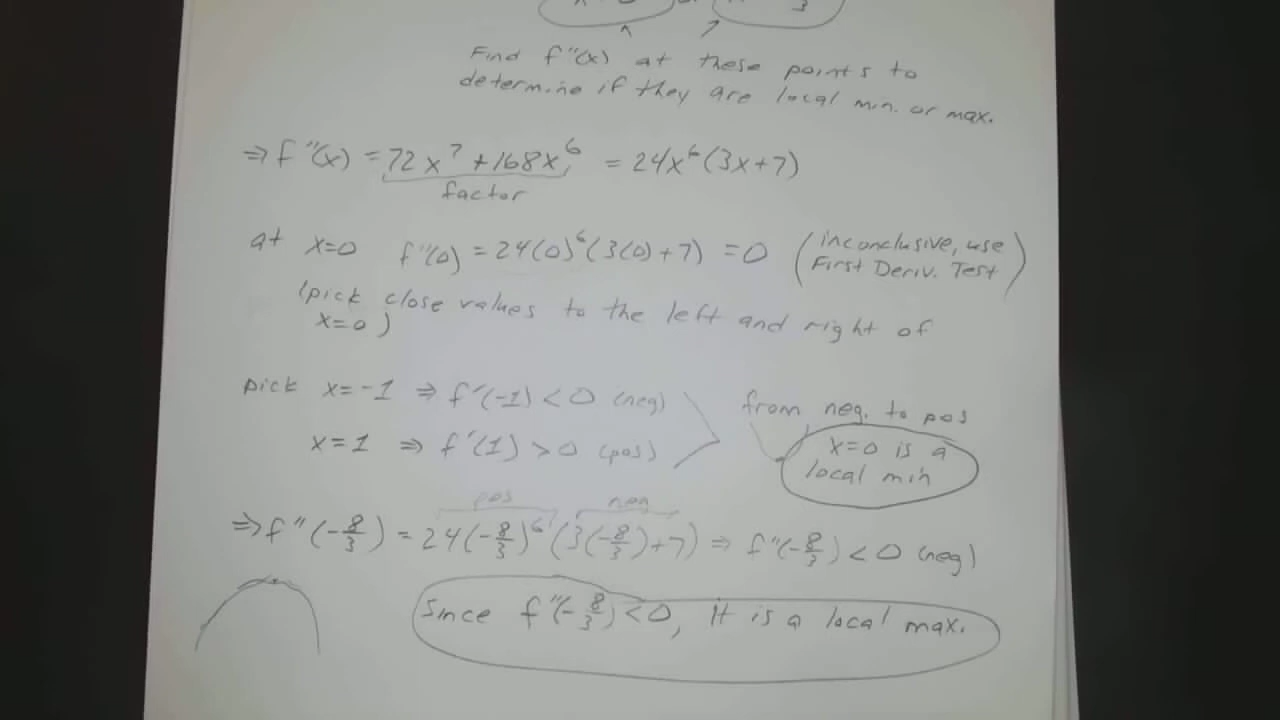 Find f"(x) at these points to
determine if they are local min. or max.
⇒ f"(x) = 72x⁷ + 168x⁶ = 24x⁶(3x+7)
factor
at x=0 f"(0) = 24(0)⁶(3(0)+7) = 0 (inconclusive, use
First Deriv. Test)
(pick close values to the left and right of
x=0)
pick x=-1 ⇒ f'(-1) < 0 (neg)
x=1 ⇒ f'(1) > 0 (pos)
from neg. to pos
x=0 is a
local min
pos neg
⇒ f"(-8/3) = 24(-8/3)⁶(3(-8/3)+7) ⇒ f"(-8/3) < 0 (neg)
Since f"(-8/3) < 0, it is a local max.